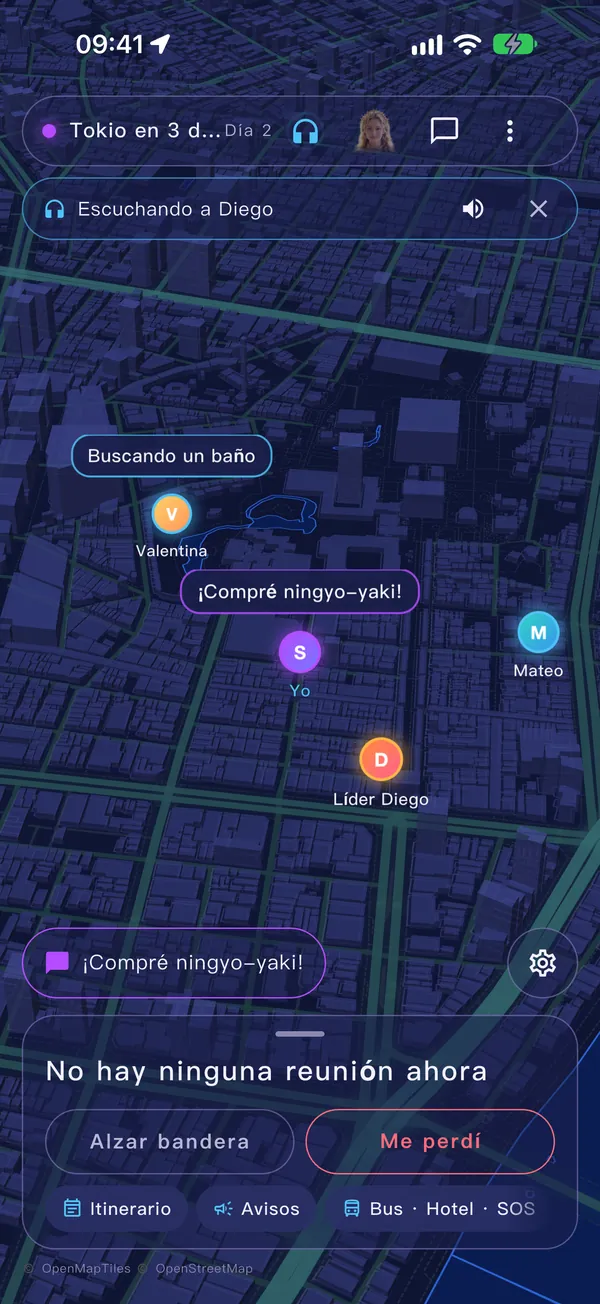 09:41
Tokio en 3 d... Día 2
Escuchando a Diego
Buscando un baño
V
Valentina
¡Compré ningyo-yaki!
S
Yo
M
Mateo
D
Líder Diego
¡Compré ningyo-yaki!
No hay ninguna reunión ahora
Alzar bandera
Me perdí
Itinerario
Avisos
Bus · Hotel · SOS
© OpenMapTiles © OpenStreetMap